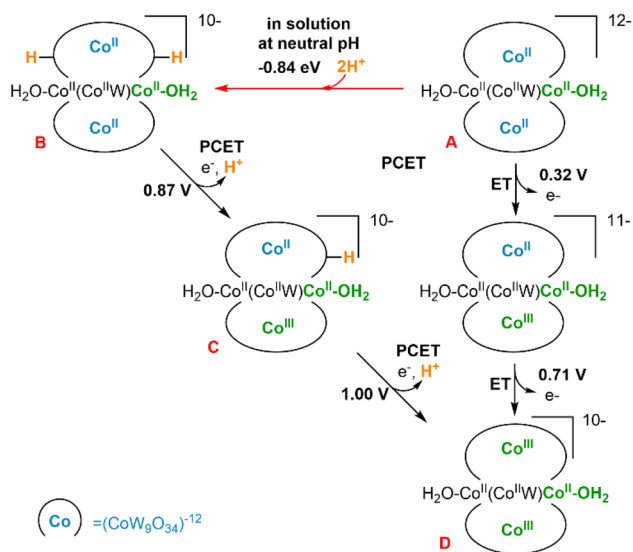 10-
in solution
at neutral pH
-0.84 eV 2H⁺
12-
Co^II
H H
H₂O-Co^II(Co^IIW)Co^II-OH₂
Co^II
B
Co^II
H₂O-Co^II(Co^IIW)Co^II-OH₂
Co^II
A
PCET
PCET
e⁻, H⁺
0.87 V
ET
0.32 V
e-
10-
11-
Co^II
H
H₂O-Co^II(Co^IIW)Co^II-OH₂
Co^III
C
Co^II
H₂O-Co^II(Co^IIW)Co^II-OH₂
Co^III
PCET
e⁻, H⁺
1.00 V
ET
0.71 V
e-
10-
Co^III
H₂O-Co^II(Co^IIW)Co^II-OH₂
Co^III
D
Co =(CoW₉O₃₄)⁻¹²